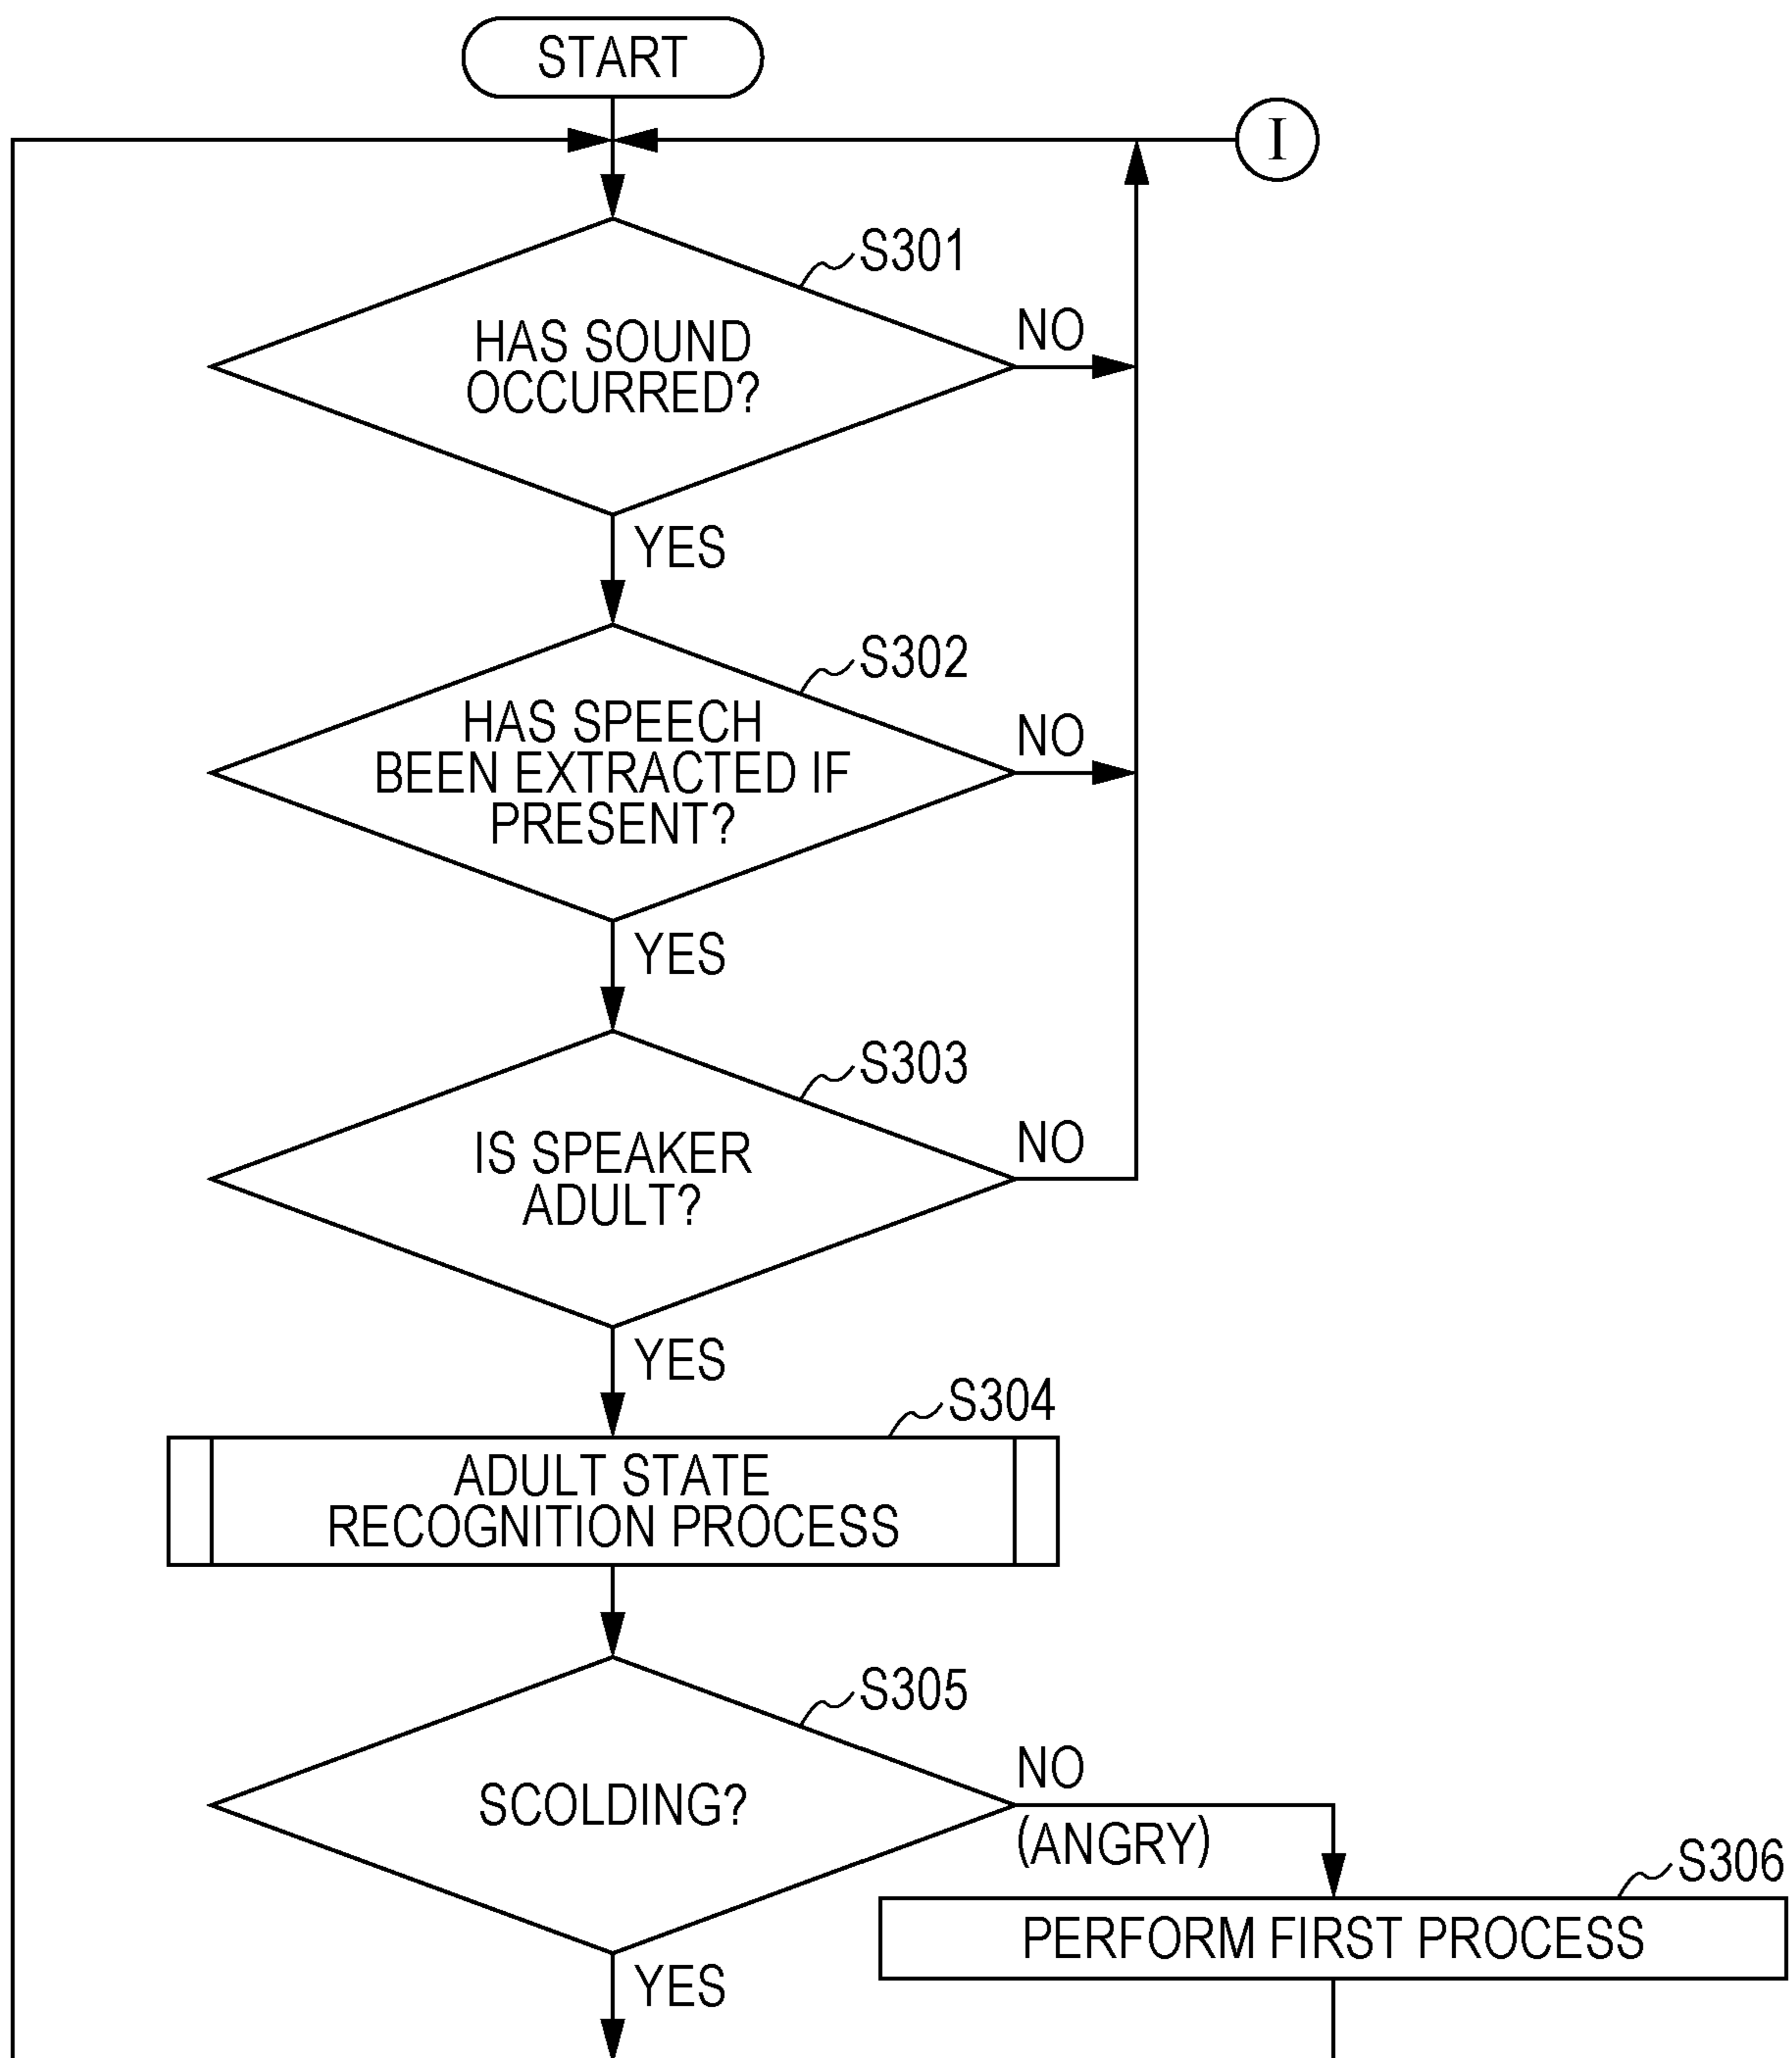 START
I
S301
HAS SOUND
OCCURRED?
NO
YES
S302
HAS SPEECH
BEEN EXTRACTED IF
PRESENT?
NO
YES
S303
IS SPEAKER
ADULT?
NO
YES
S304
ADULT STATE
RECOGNITION PROCESS
S305
SCOLDING?
NO
(ANGRY)
S306
PERFORM FIRST PROCESS
YES